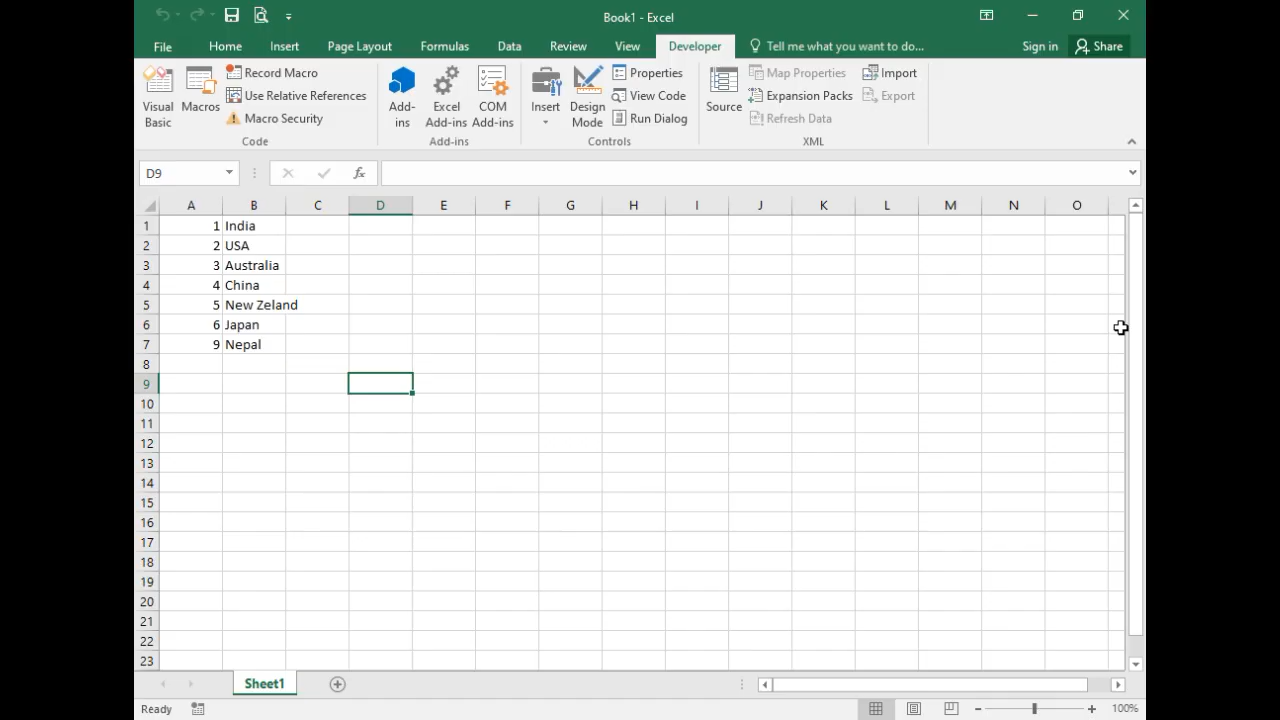 Book1 - Excel
File Home Insert Page Layout Formulas Data Review View Developer Tell me what you want to do... Sign in Share
Visual Basic
Macros
Record Macro
Use Relative References
Macro Security
Code
Add-ins
Excel Add-ins
COM Add-ins
Add-ins
Insert
Design Mode
Properties
View Code
Run Dialog
Controls
Source
Map Properties
Expansion Packs
Refresh Data
Import
Export
XML
D9 fx
A B C D E F G H I J K L M N O
1 1 India
2 2 USA
3 3 Australia
4 4 China
5 5 New Zeland
6 6 Japan
7 9 Nepal
8
9
10
11
12
13
14
15
16
17
18
19
20
21
22
23
Sheet1
Ready 100%